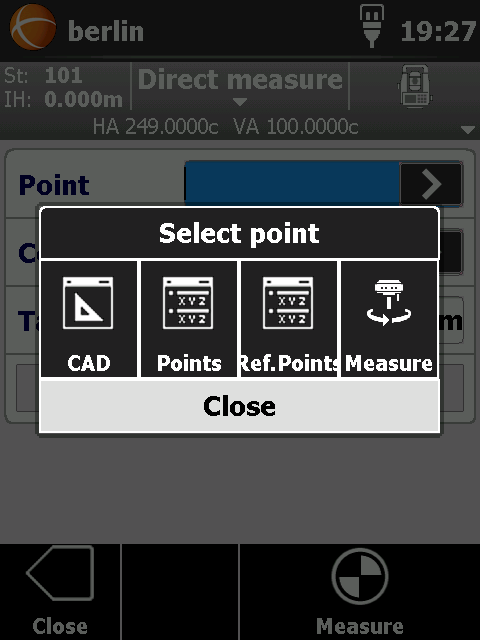 berlin 19:27
St: 101
Direct measure
IH: 0.000m
HA 249.0000c VA 100.0000c
Point
Select point
CAD Points Ref.Points Measure
Close
Close Measure